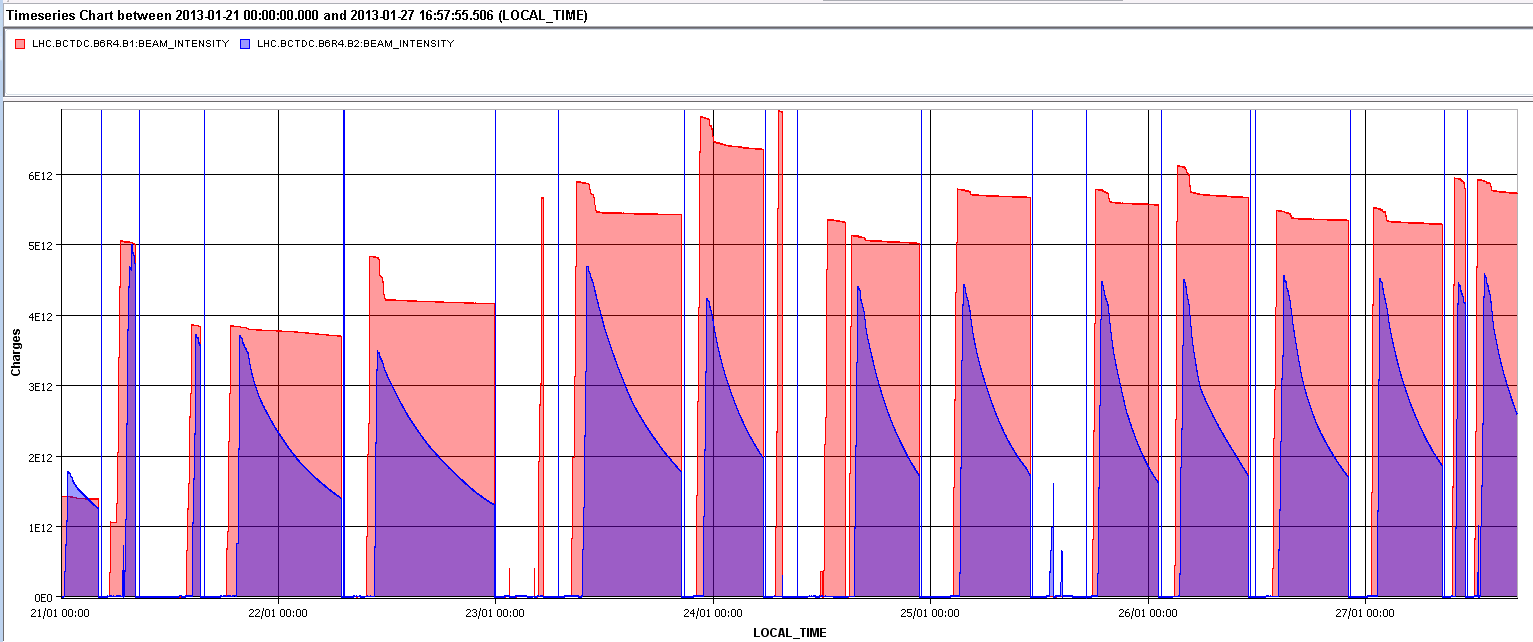 Timeseries Chart between 2013-01-21 00:00:00.000 and 2013-01-27 16:57:55.506 (LOCAL_TIME)
LHC.BCTDC.B6R4.B1:BEAM_INTENSITY LHC.BCTDC.B6R4.B2:BEAM_INTENSITY
6E12
5E12
4E12
3E12
2E12
1E12
0E0
Charges
21/01 00:00 22/01 00:00 23/01 00:00 24/01 00:00 25/01 00:00 26/01 00:00 27/01 00:00
LOCAL_TIME